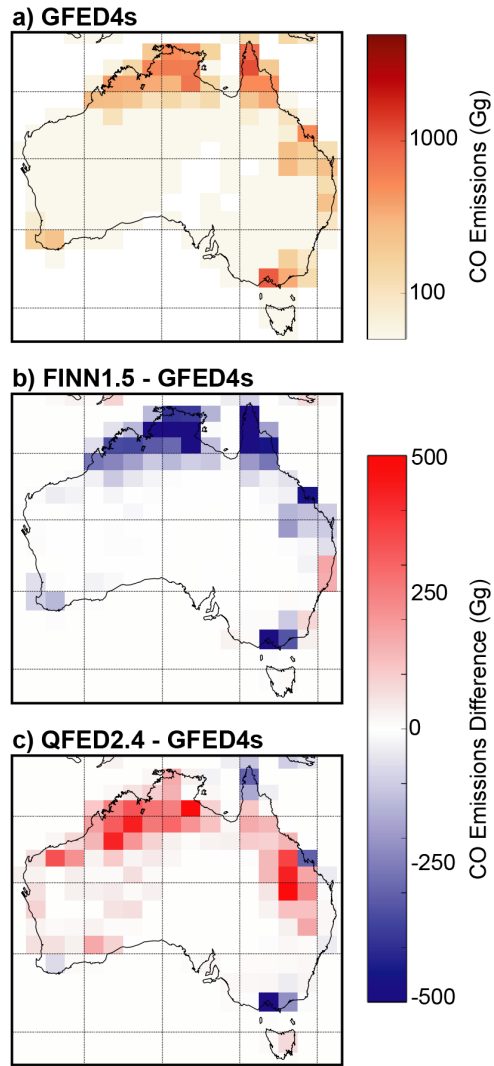 a) GFED4s
1000
100
CO Emissions (Gg)
b) FINN1.5 - GFED4s
500
250
0
-250
-500
CO Emissions Difference (Gg)
c) QFED2.4 - GFED4s